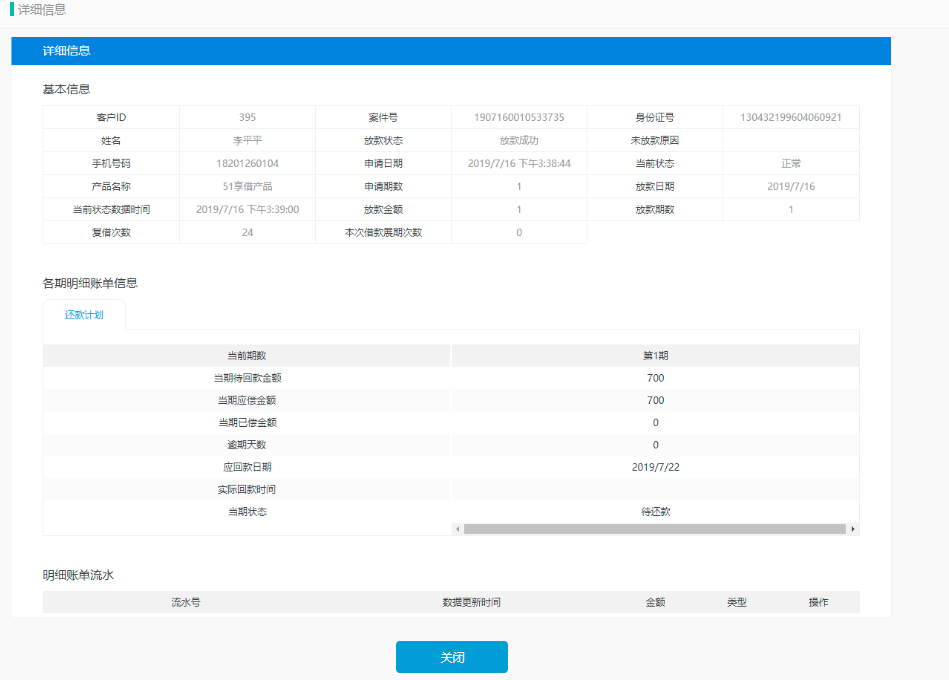 详细信息
详细信息
基本信息
客户ID 395 案件号 1907160010533735 身份证号 130432199604060921
姓名 李平平 放款状态 放款成功 未放款原因
手机号码 18201260104 申请日期 2019/7/16 下午3:38:44 当前状态 正常
产品名称 51享借产品 申请期数 1 放款日期 2019/7/16
当前状态数据时间 2019/7/16 下午3:39:00 放款金额 1 放款期数 1
复借次数 24 本次借款展期次数 0
各期明细账单信息
还款计划
当前期数 第1期
当期待回款金额 700
当期应偿金额 700
当期已偿金额 0
逾期天数 0
应回款日期 2019/7/22
实际回款时间
当期状态 待还款
明细账单流水
流水号 数据更新时间 金额 类型 操作
关闭